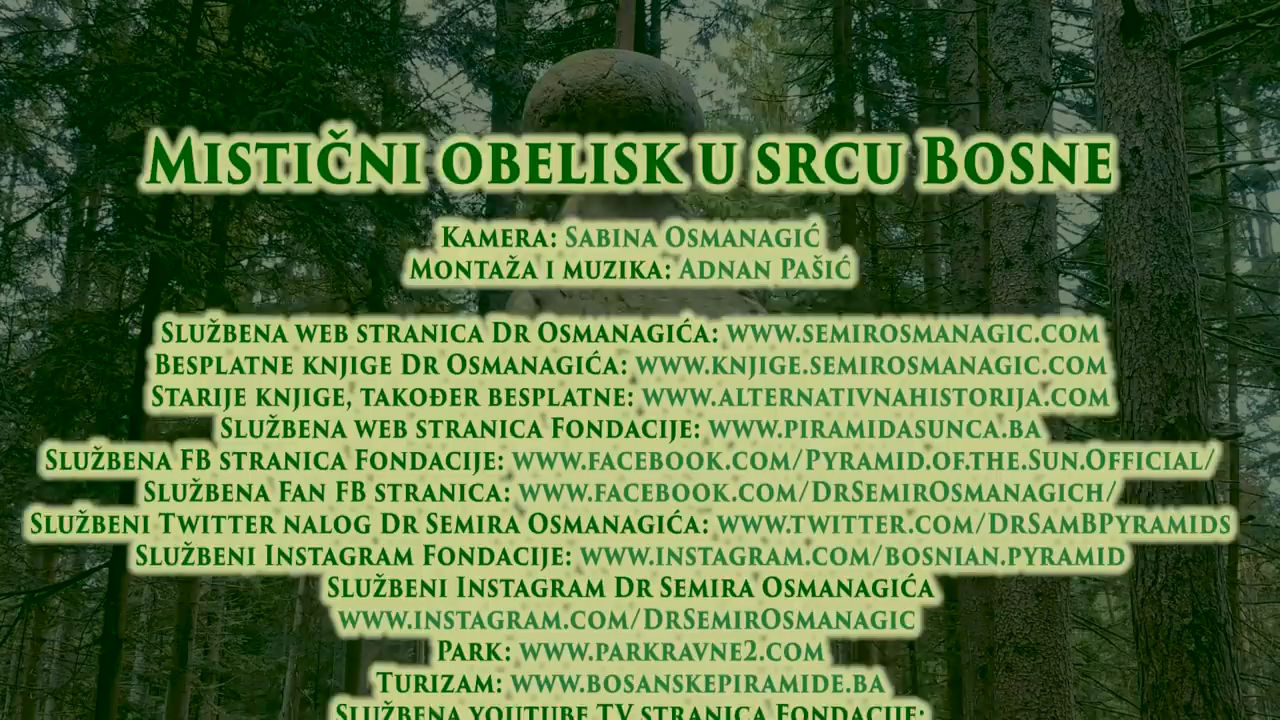 Mistični obelisk u srcu Bosne
Kamera: Sabina Osmanagić
Montaža i muzika: Adnan Pašić
Službena web stranica Dr Osmanagića: www.semirosmanagic.com
Besplatne knjige Dr Osmanagića: www.knjige.semirosmanagic.com
Starije knjige, također besplatne: www.alternativnahistorija.com
Službena web stranica Fondacije: www.piramidasunca.ba
Službena FB stranica Fondacije: www.facebook.com/Pyramid.of.the.Sun.Official/
Službena Fan FB stranica: www.facebook.com/DrSemirOsmanagich/
Službeni Twitter nalog Dr Semira Osmanagića: www.twitter.com/DrSamBPyramids
Službeni Instagram Fondacije: www.instagram.com/bosnian.pyramid
Službeni Instagram Dr Semira Osmanagića
www.instagram.com/DrSemirOsmanagic
Park: www.parkravne2.com
Turizam: www.bosanskepiramide.ba
Službena youtube TV stranica Fondacije: